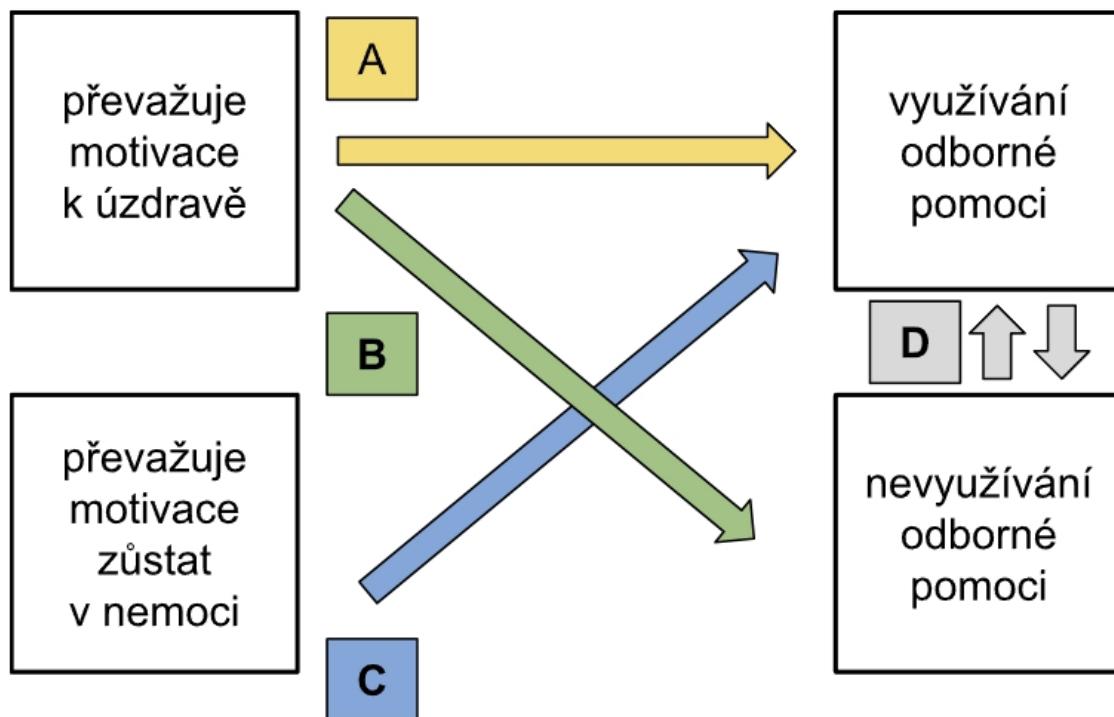 převažuje
motivace
k úzdravě
A
využívání
odborné
pomoci
B
D
převažuje
motivace
zůstat
v nemoci
nevyužívání
odborné
pomoci
C